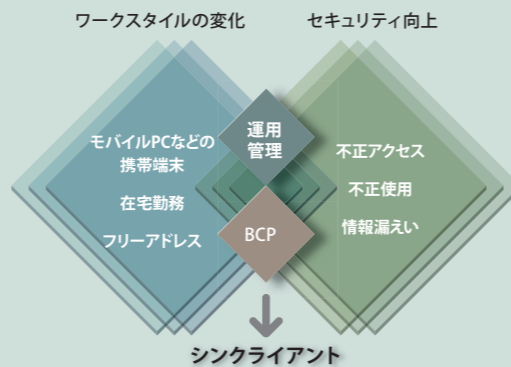 ワークスタイルの変化
セキュリティ向上
モバイルPCなどの
携帯端末
在宅勤務
フリーアドレス
運用
管理
BCP
不正アクセス
不正使用
情報漏えい
シンクライアント